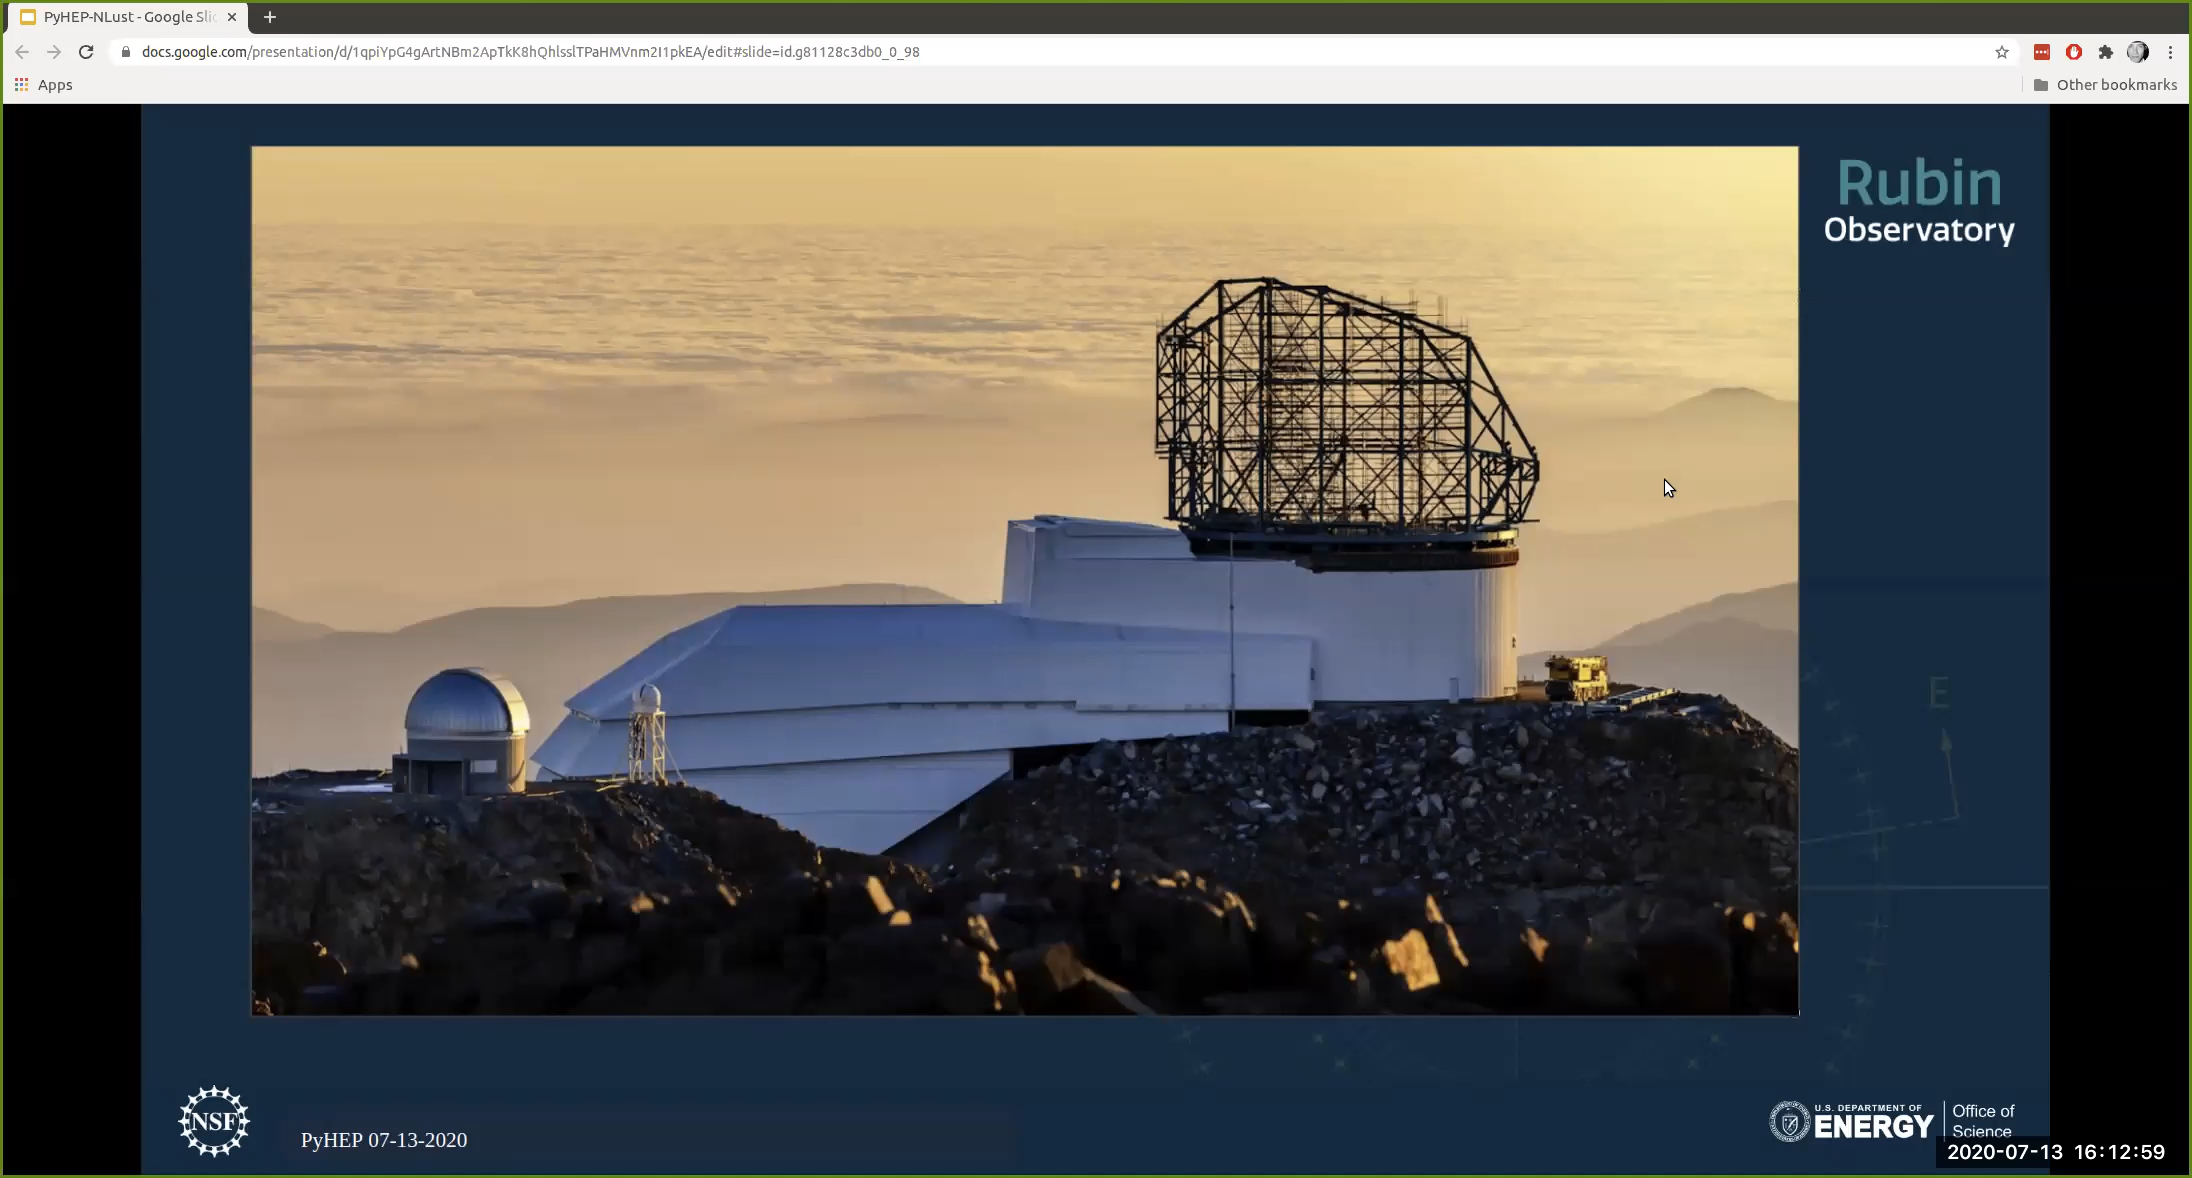 PyHEP-NLust - Google Slic
docs.google.com/presentation/d/1qpiYpG4gArtNBm2ApTkK8hQhlsslTPaHMVnm2I1pkEA/edit#slide=id.g81128c3db0_0_98
Apps
Other bookmarks
Rubin
Observatory
E
NSF
PyHEP 07-13-2020
U.S. DEPARTMENT OF
ENERGY
Office of
Science
2020-07-13 16:12:59